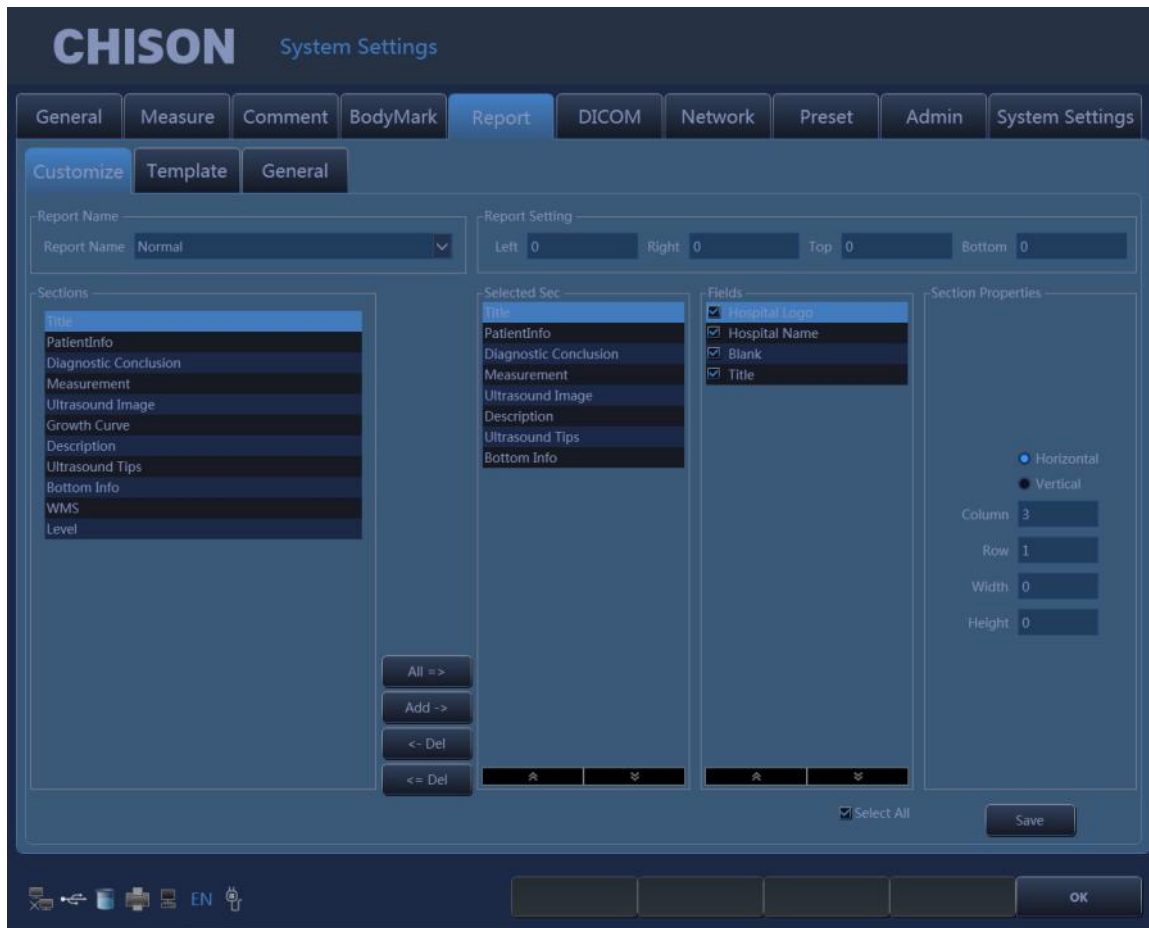 CHISON System Settings
General Measure Comment BodyMark Report DICOM Network Preset Admin System Settings
Customize Template General
Report Name
Report Name Normal
Report Setting
Left 0 Right 0 Top 0 Bottom 0
Sections
Title
PatientInfo
Diagnostic Conclusion
Measurement
Ultrasound Image
Growth Curve
Description
Ultrasound Tips
Bottom Info
WMS
Level
All =>
Add ->
<- Del
<= Del
Selected Sec
Title
PatientInfo
Diagnostic Conclusion
Measurement
Ultrasound Image
Description
Ultrasound Tips
Bottom Info
Fields
Hospital Logo
Hospital Name
Blank
Title
Section Properties
Horizontal
Vertical
Column 3
Row 1
Width 0
Height 0
Select All
Save
EN
OK